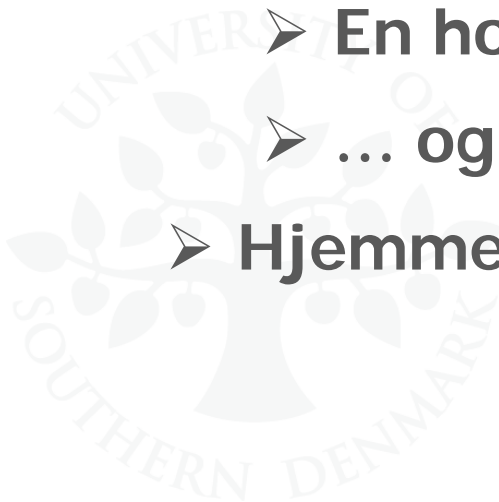 En ho
... og
Hjemme
UNIVERSITY OF
SOUTHERN DENMARK